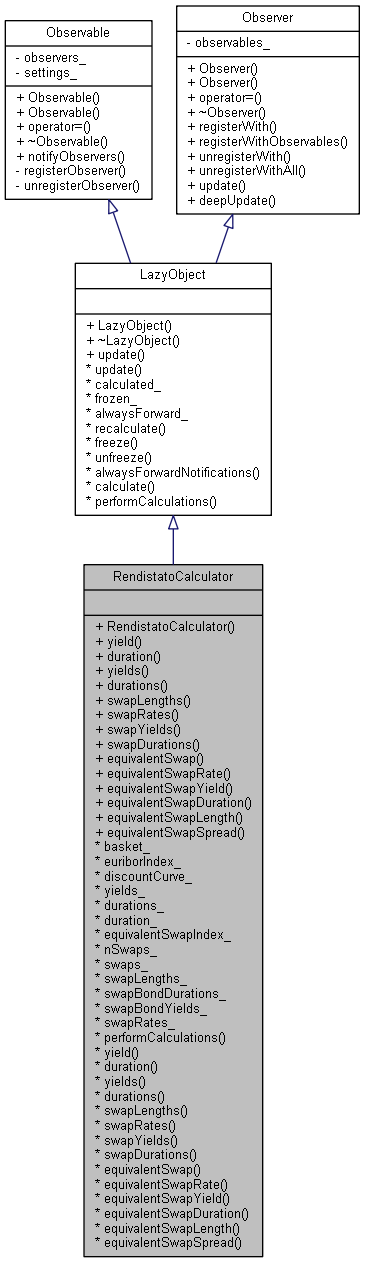 Observable
- observers_
- settings_
+ Observable()
+ Observable()
+ operator=()
+ ~Observable()
+ notifyObservers()
- registerObserver()
- unregisterObserver()
Observer
- observables_
+ Observer()
+ Observer()
+ operator=()
+ ~Observer()
+ registerWith()
+ registerWithObservables()
+ unregisterWith()
+ unregisterWithAll()
+ update()
+ deepUpdate()
LazyObject
+ LazyObject()
+ ~LazyObject()
+ update()
* update()
* calculated_
* frozen_
* alwaysForward_
* recalculate()
* freeze()
* unfreeze()
* alwaysForwardNotifications()
* calculate()
* performCalculations()
RendistatoCalculator
+ RendistatoCalculator()
+ yield()
+ duration()
+ yields()
+ durations()
+ swapLengths()
+ swapRates()
+ swapYields()
+ swapDurations()
+ equivalentSwap()
+ equivalentSwapRate()
+ equivalentSwapYield()
+ equivalentSwapDuration()
+ equivalentSwapLength()
+ equivalentSwapSpread()
* basket_
* euriborIndex_
* discountCurve_
* yields_
* durations_
* duration_
* equivalentSwapIndex_
* nSwaps_
* swaps_
* swapLengths_
* swapBondDurations_
* swapBondYields_
* swapRates_
* performCalculations()
* yield()
* duration()
* yields()
* durations()
* swapLengths()
* swapRates()
* swapYields()
* swapDurations()
* equivalentSwap()
* equivalentSwapRate()
* equivalentSwapYield()
* equivalentSwapDuration()
* equivalentSwapLength()
* equivalentSwapSpread()